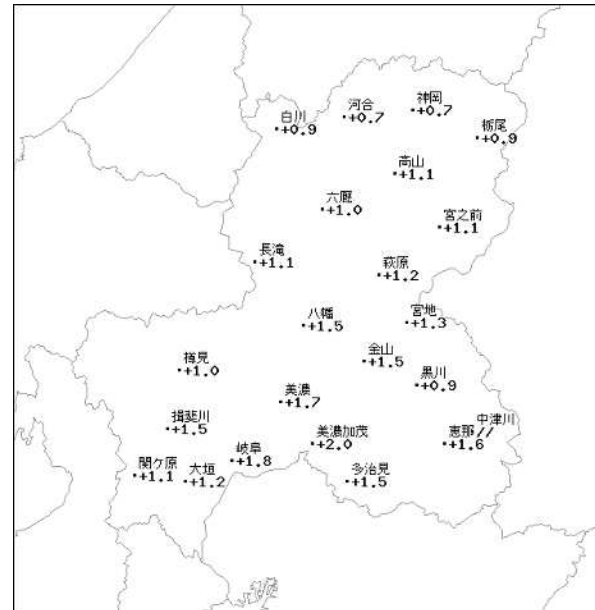 神岡
+0.7
河合
+0.7
白川
+0.9
栃尾
+0.9
高山
+1.1
六厩
+1.0
宮之前
+1.1
長滝
+1.1
萩原
+1.2
八幡
+1.5
宮地
+1.3
金山
+1.5
樽見
+1.0
黒川
+0.9
美濃
+1.7
揖斐川
+1.5
美濃加茂
+2.0
中津川
//
恵那
+1.6
岐阜
+1.8
関ケ原
+1.1
大垣
+1.2
多治見
+1.5